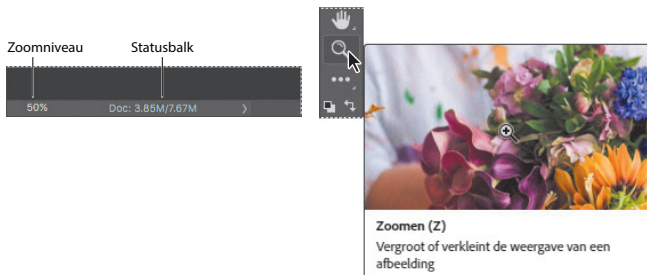 Zoomniveau Statusbalk
50% Doc: 3.85M/7.67M
Zoomen (Z)
Vergroot of verkleint de weergave van een
afbeelding